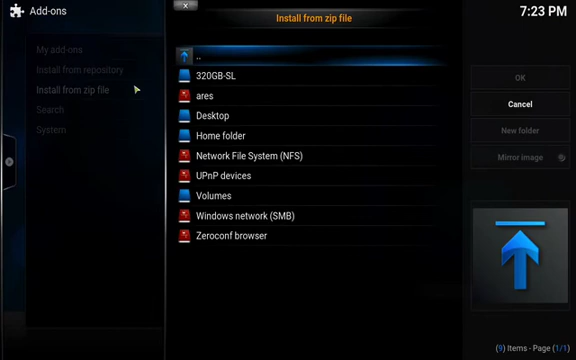 Add-ons
My add-ons
Install from repository
Install from zip file
Search
System
x
Install from zip file
..
320GB-SL
ares
Desktop
Home folder
Network File System (NFS)
UPnP devices
Volumes
Windows network (SMB)
Zeroconf browser
7:23 PM
OK
Cancel
New folder
Mirror image
(9) Items - Page (1/1)